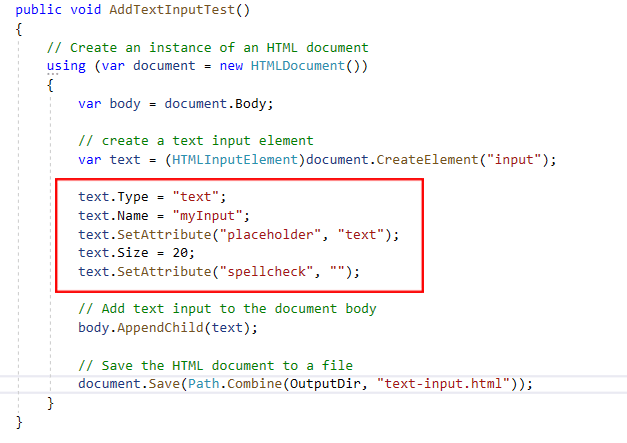 public void AddTextInputTest()
{
    // Create an instance of an HTML document
    using (var document = new HTMLDocument())
    {
        var body = document.Body;

        // create a text input element
        var text = (HTMLInputElement)document.CreateElement("input");

        text.Type = "text";
        text.Name = "myInput";
        text.SetAttribute("placeholder", "text");
        text.Size = 20;
        text.SetAttribute("spellcheck", "");

        // Add text input to the document body
        body.AppendChild(text);

        // Save the HTML document to a file
        document.Save(Path.Combine(OutputDir, "text-input.html"));
    }
}